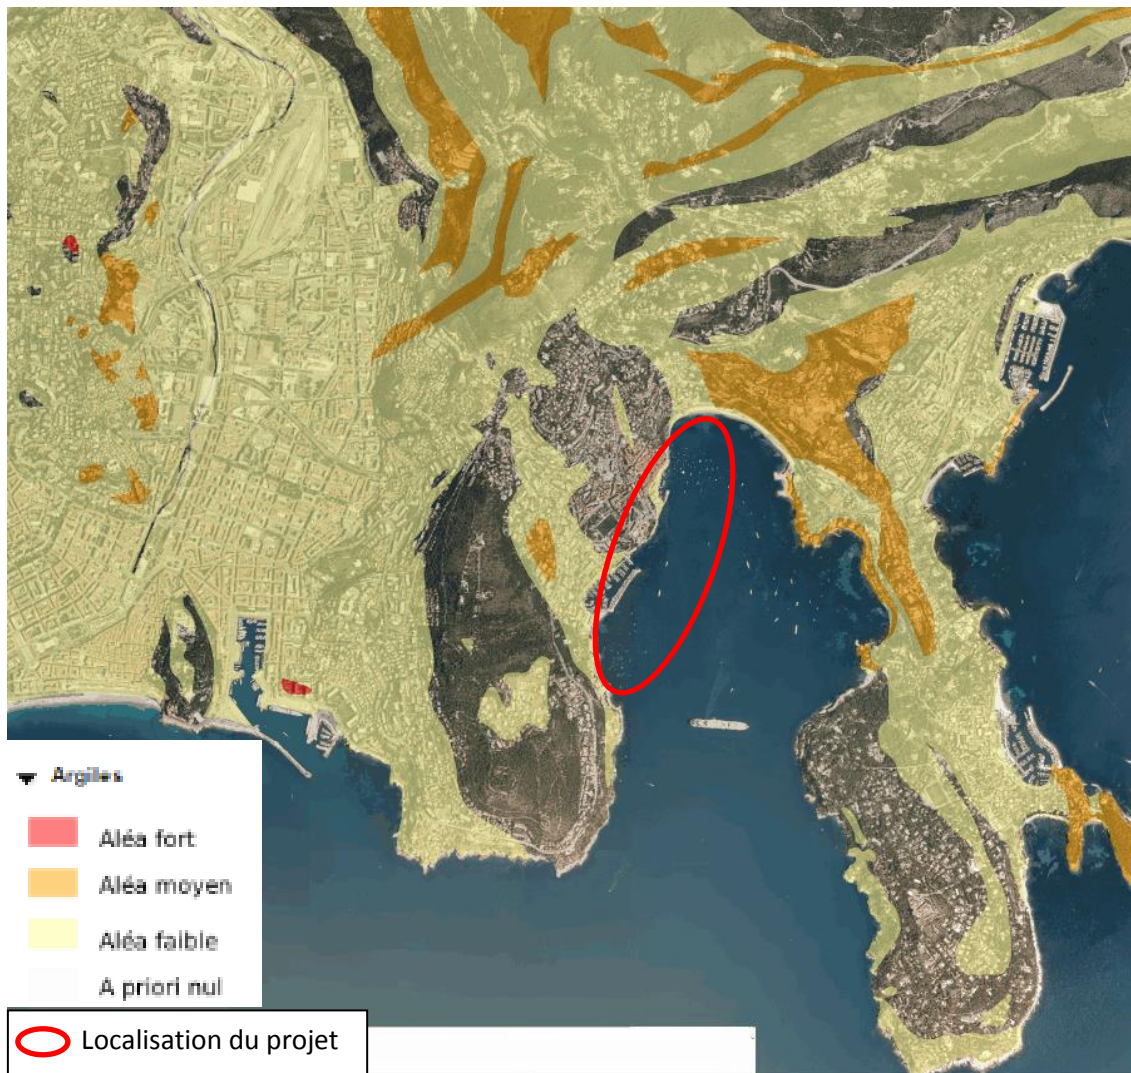 Argiles
Aléa fort
Aléa moyen
Aléa faible
A priori nul
Localisation du projet